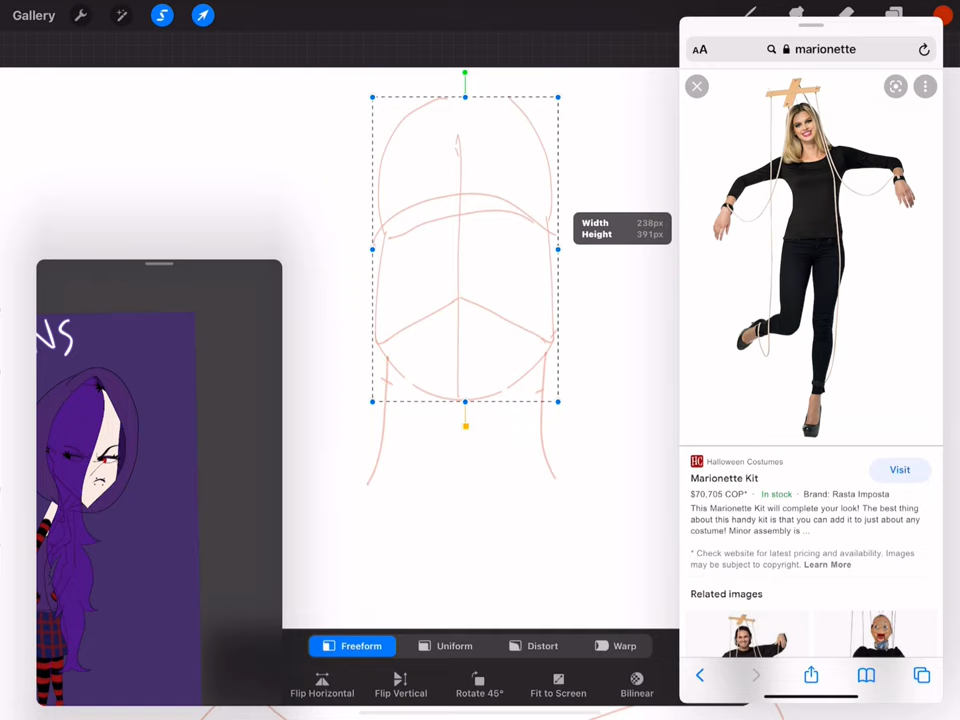 Gallery
AA marionette
Width 238px
Height 391px
NS
HC Halloween Costumes
Marionette Kit
Visit
$70,705 COP* · In stock · Brand: Rasta Imposta
This Marionette Kit will complete your look! The best thing
about this handy kit is that you can add it to just about any
costume! Minor assembly is ...
* Check website for latest pricing and availability. Images
may be subject to copyright. Learn More
Related images
Freeform Uniform Distort Warp
Flip Horizontal Flip Vertical Rotate 45° Fit to Screen Bilinear